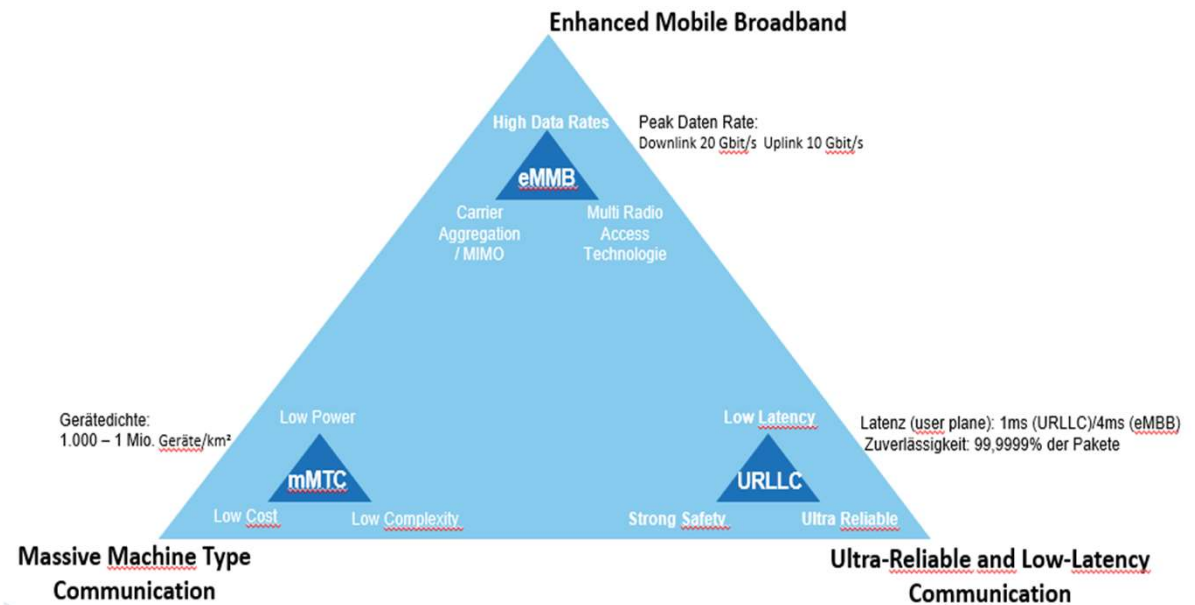 Enhanced Mobile Broadband
High Data Rates
Peak Daten Rate:
Downlink 20 Gbit/s Uplink 10 Gbit/s
eMMB
Carrier
Aggregation
/ MIMO
Multi Radio
Access
Technologie
Gerätedichte:
1.000 – 1 Mio. Geräte/km²
Low Power
mMTC
Low Cost
Low Complexity
Low Latency
URLLC
Strong Safety
Ultra Reliable
Latenz (user plane): 1ms (URLLC)/4ms (eMBB)
Zuverlässigkeit: 99,9999% der Pakete
Massive Machine Type
Communication
Ultra-Reliable and Low-Latency
Communication